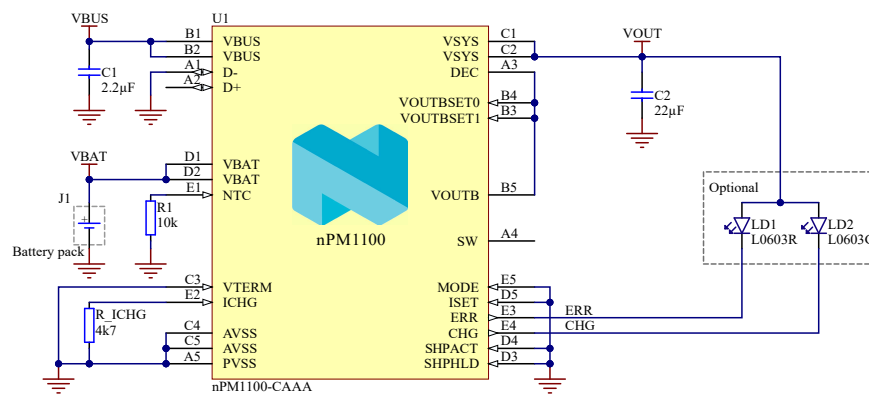 U1
VBUS
B1 VBUS
B2 VBUS
A1 D-
A2 D+
C1
2.2µF
VBAT
D1 VBAT
D2 VBAT
E1 NTC
J1
Battery pack
R1
10k
C3 VTERM
E2 ICHG
R_ICHG
4k7
C4 AVSS
C5 AVSS
A5 PVSS
nPM1100
nPM1100-CAAA
VSYS C1
VSYS C2
DEC A3
VOUTBSET0 B4
VOUTBSET1 B3
VOUTB B5
SW A4
MODE E5
ISET D5
ERR E3 ERR
CHG E4 CHG
SHPACT D4
SHPHLD D3
VOUT
C2
22µF
Optional
LD1
L0603R
LD2